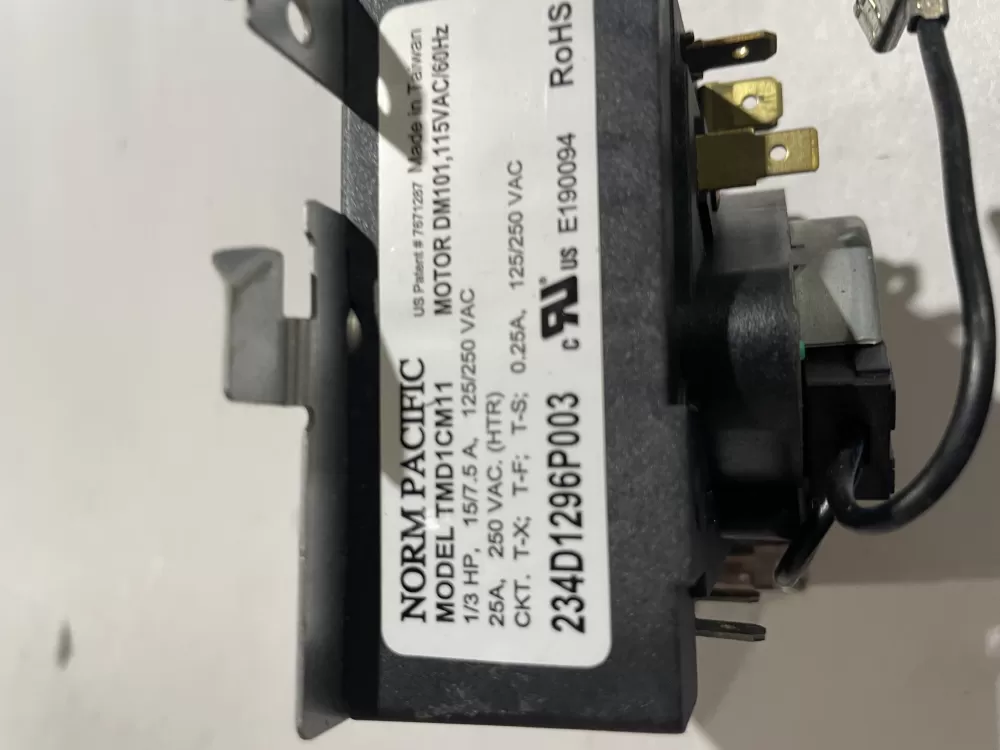 NORM PACIFIC US Patent # 7671287 Made in Taiwan
MODEL TMD1CM11 MOTOR DM101,115VAC/60Hz
1/3 HP, 15/7.5 A, 125/250 VAC
25A, 250 VAC. (HTR)
CKT. T-X; T-F; T-S; 0.25A, 125/250 VAC
234D1296P003 c RU US E190094 RoHS